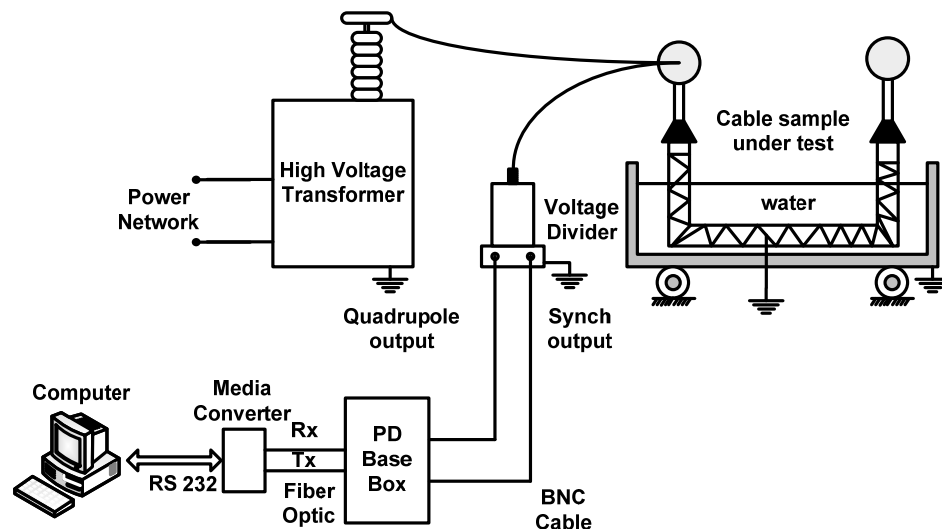 High Voltage
Transformer
Power
Network
Cable sample
under test
water
Voltage
Divider
Quadrupole
output
Synch
output
Computer
Media
Converter
Rx
Tx
RS 232
Fiber
Optic
PD
Base
Box
BNC
Cable